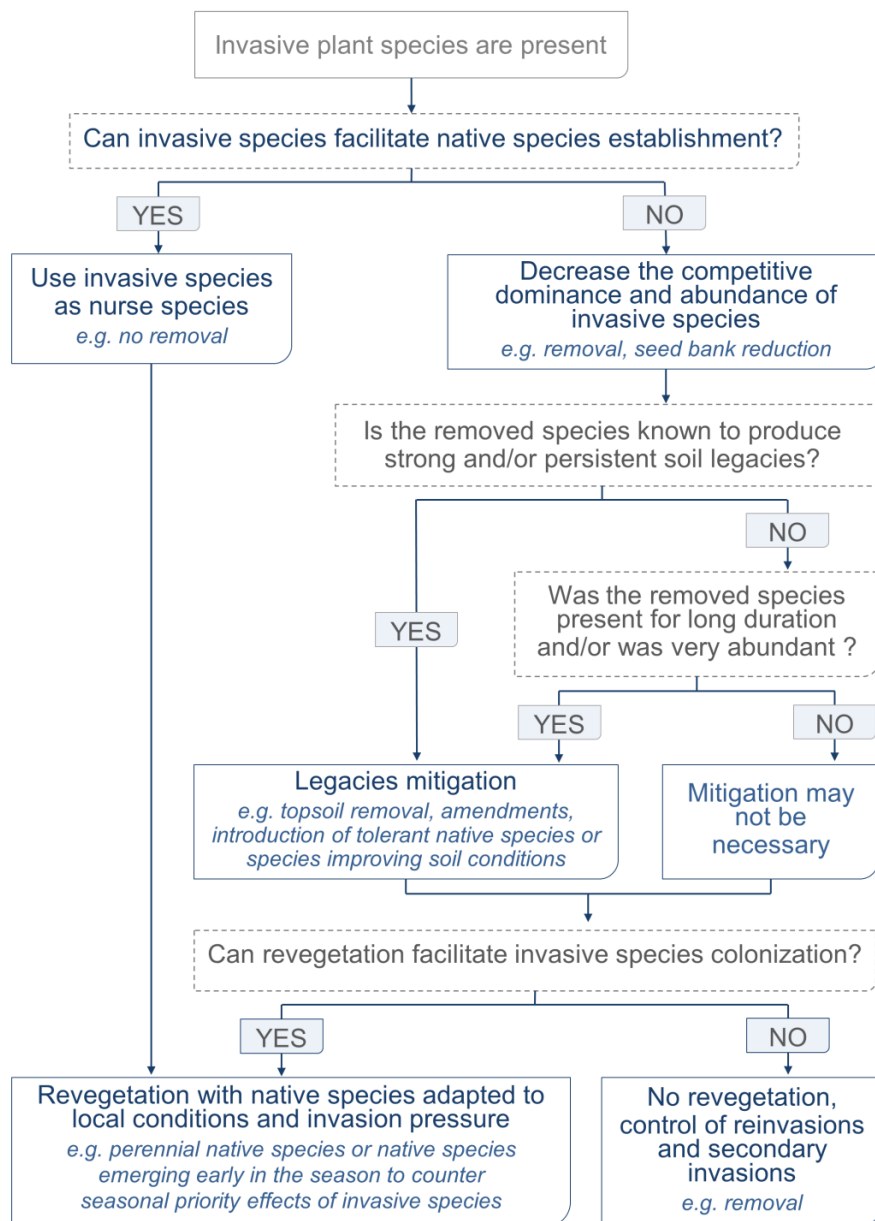 Invasive plant species are present
Can invasive species facilitate native species establishment?
YES
NO
Use invasive species
as nurse species
e.g. no removal
Decrease the competitive
dominance and abundance of
invasive species
e.g. removal, seed bank reduction
Is the removed species known to produce
strong and/or persistent soil legacies?
NO
Was the removed species
present for long duration
and/or was very abundant ?
YES
YES
NO
Legacies mitigation
e.g. topsoil removal, amendments,
introduction of tolerant native species or
species improving soil conditions
Mitigation may
not be
necessary
Can revegetation facilitate invasive species colonization?
YES
NO
Revegetation with native species adapted to
local conditions and invasion pressure
e.g. perennial native species or native species
emerging early in the season to counter
seasonal priority effects of invasive species
No revegetation,
control of reinvasions
and secondary
invasions
e.g. removal